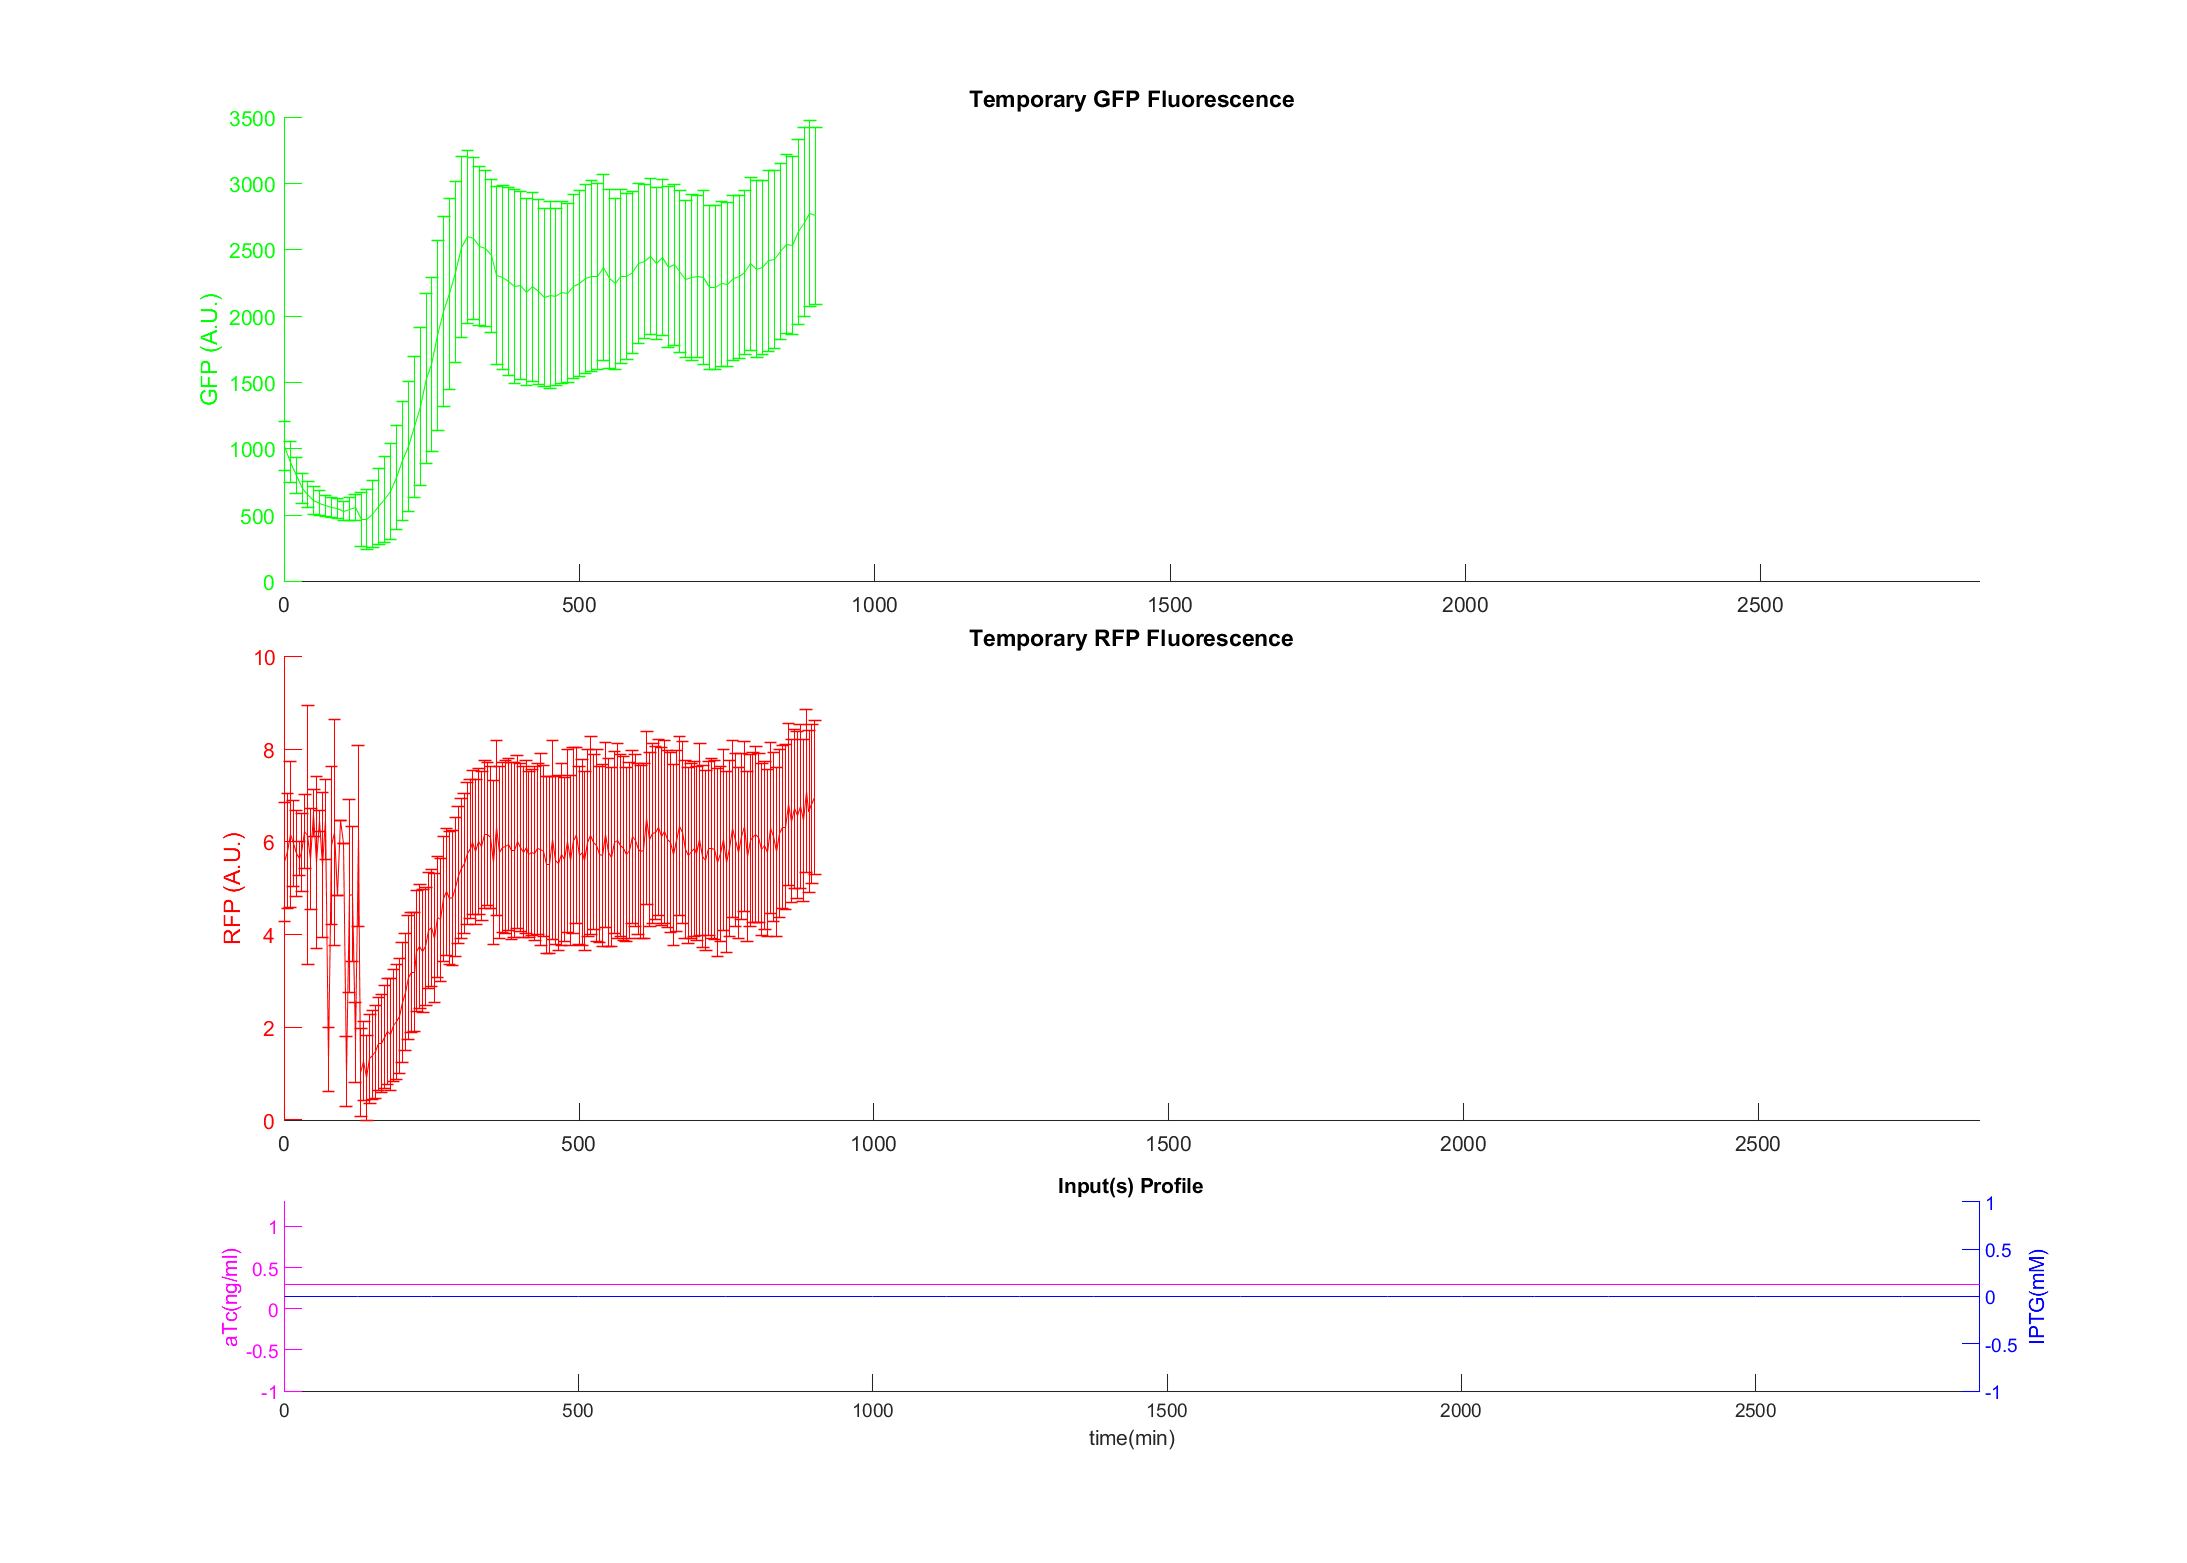 Temporary GFP Fluorescence
GFP (A.U.)
3500
3000
2500
2000
1500
1000
500
0
0 500 1000 1500 2000 2500
Temporary RFP Fluorescence
RFP (A.U.)
10
8
6
4
2
0
0 500 1000 1500 2000 2500
Input(s) Profile
aTc(ng/ml)
1
0.5
0
-0.5
-1
1
0.5
0
-0.5
-1
IPTG(mM)
0 500 1000 1500 2000 2500
time(min)